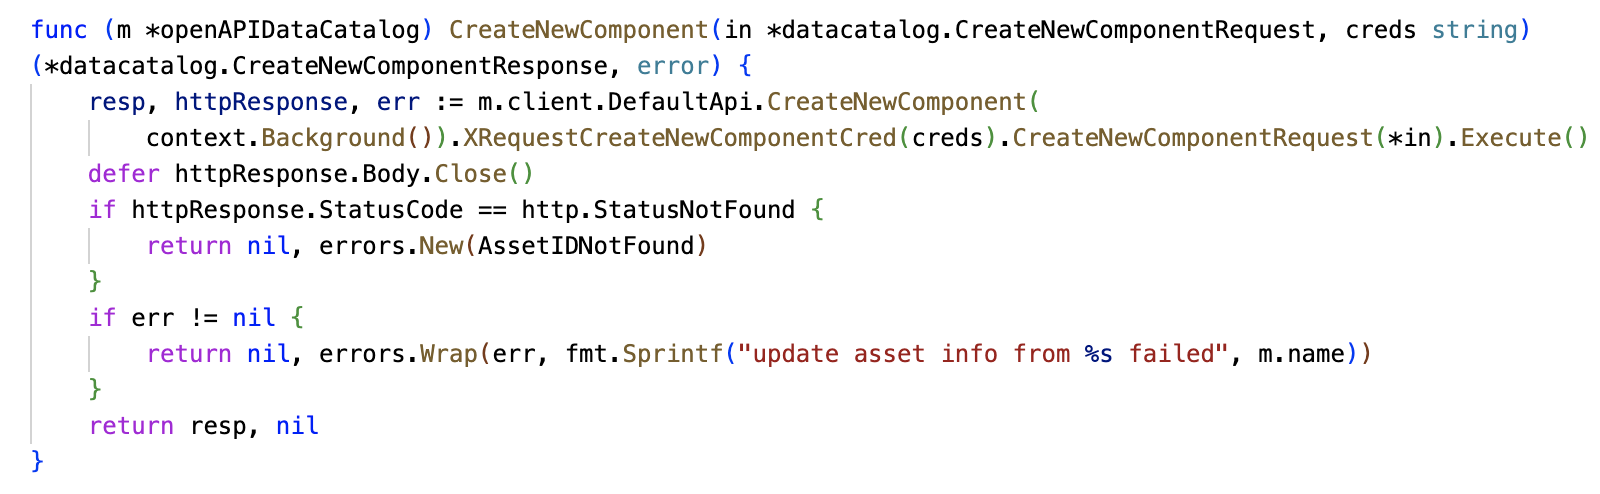 func (m *openAPIDataCatalog) CreateNewComponent(in *datacatalog.CreateNewComponentRequest, creds string)
(*datacatalog.CreateNewComponentResponse, error) {
    resp, httpResponse, err := m.client.DefaultApi.CreateNewComponent(
        context.Background()).XRequestCreateNewComponentCred(creds).CreateNewComponentRequest(*in).Execute()
    defer httpResponse.Body.Close()
    if httpResponse.StatusCode == http.StatusNotFound {
        return nil, errors.New(AssetIDNotFound)
    }
    if err != nil {
        return nil, errors.Wrap(err, fmt.Sprintf("update asset info from %s failed", m.name))
    }
    return resp, nil
}